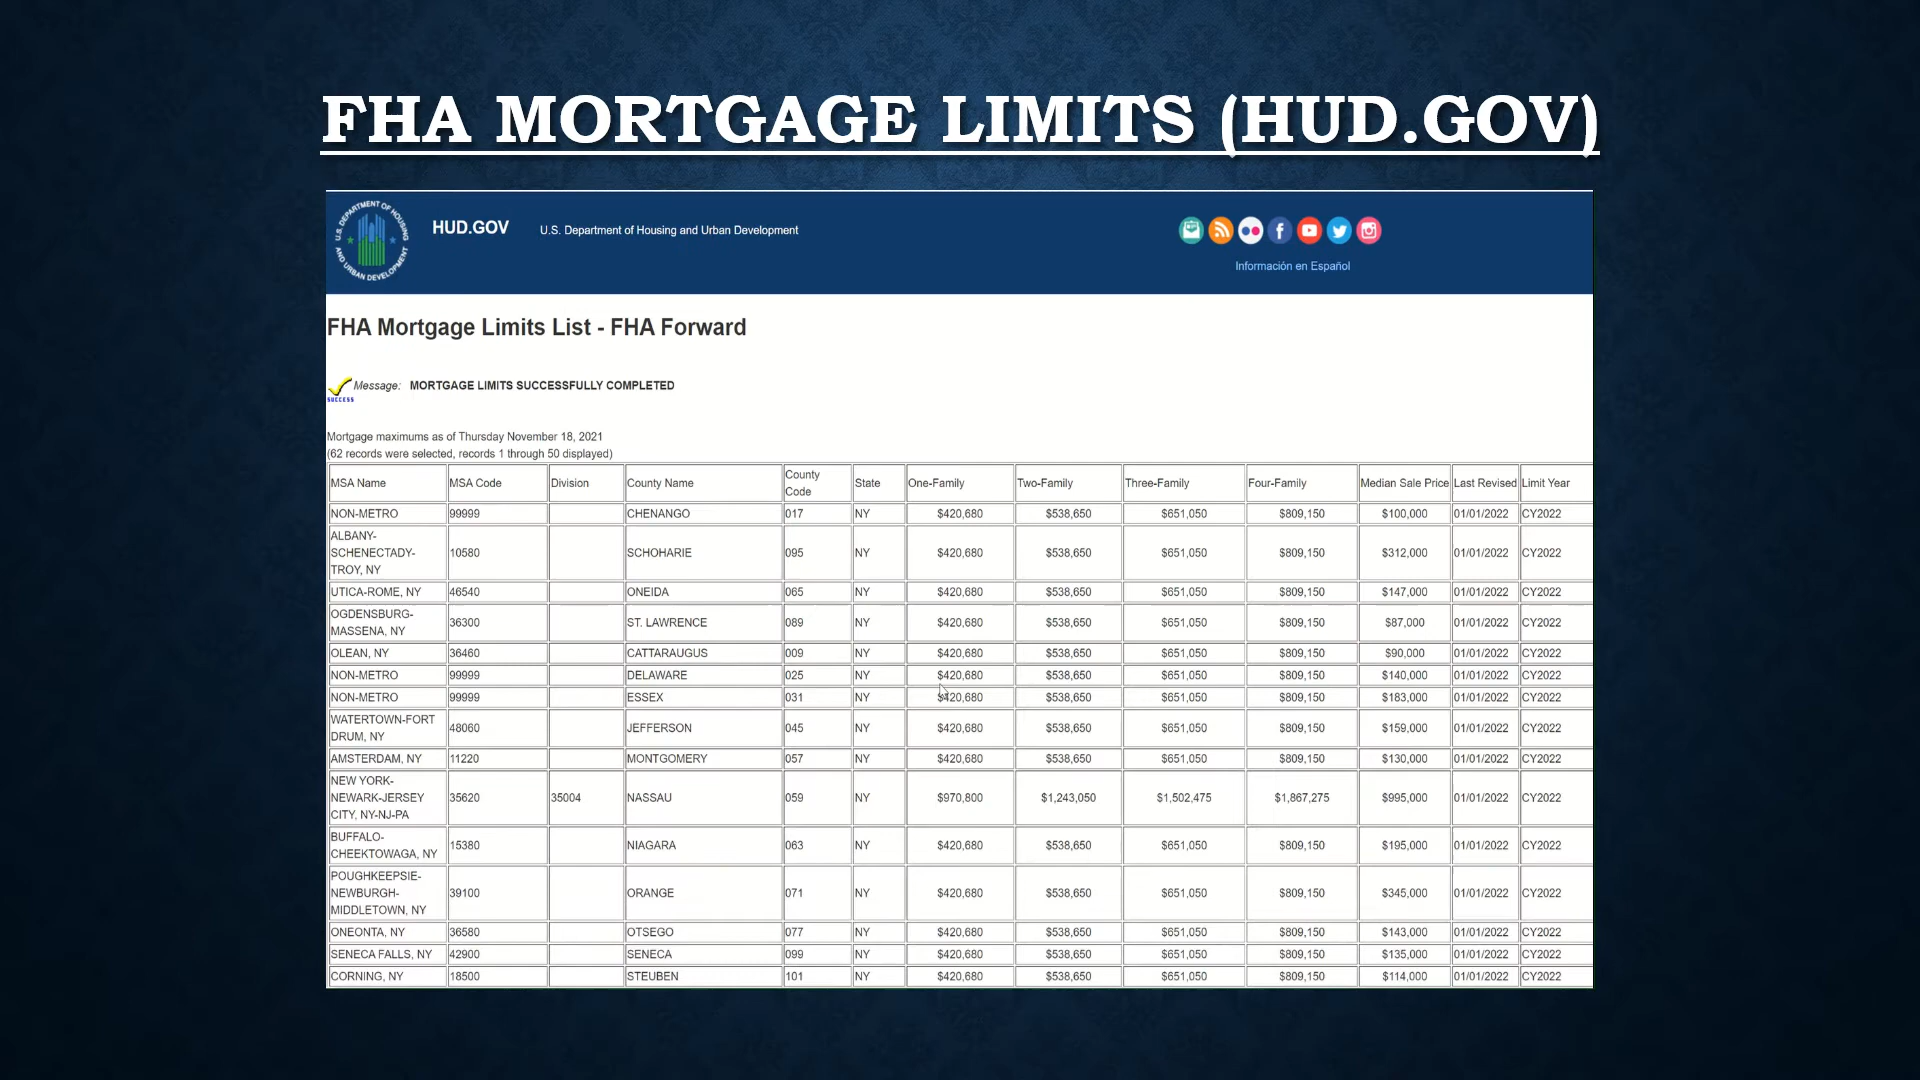 FHA MORTGAGE LIMITS (HUD.GOV)
U.S. DEPARTMENT OF HOUSING AND URBAN DEVELOPMENT
HUD.GOV U.S. Department of Housing and Urban Development
Información en Español
FHA Mortgage Limits List - FHA Forward
SUCCESS Message: MORTGAGE LIMITS SUCCESSFULLY COMPLETED
Mortgage maximums as of Thursday November 18, 2021
(62 records were selected, records 1 through 50 displayed)
MSA Name MSA Code Division County Name County Code State One-Family Two-Family Three-Family Four-Family Median Sale Price Last Revised Limit Year
NON-METRO 99999 CHENANGO 017 NY $420,680 $538,650 $651,050 $809,150 $100,000 01/01/2022 CY2022
ALBANY-SCHENECTADY-TROY, NY 10580 SCHOHARIE 095 NY $420,680 $538,650 $651,050 $809,150 $312,000 01/01/2022 CY2022
UTICA-ROME, NY 46540 ONEIDA 065 NY $420,680 $538,650 $651,050 $809,150 $147,000 01/01/2022 CY2022
OGDENSBURG-MASSENA, NY 36300 ST. LAWRENCE 089 NY $420,680 $538,650 $651,050 $809,150 $87,000 01/01/2022 CY2022
OLEAN, NY 36460 CATTARAUGUS 009 NY $420,680 $538,650 $651,050 $809,150 $90,000 01/01/2022 CY2022
NON-METRO 99999 DELAWARE 025 NY $420,680 $538,650 $651,050 $809,150 $140,000 01/01/2022 CY2022
NON-METRO 99999 ESSEX 031 NY $420,680 $538,650 $651,050 $809,150 $183,000 01/01/2022 CY2022
WATERTOWN-FORT DRUM, NY 48060 JEFFERSON 045 NY $420,680 $538,650 $651,050 $809,150 $159,000 01/01/2022 CY2022
AMSTERDAM, NY 11220 MONTGOMERY 057 NY $420,680 $538,650 $651,050 $809,150 $130,000 01/01/2022 CY2022
NEW YORK-NEWARK-JERSEY CITY, NY-NJ-PA 35620 35004 NASSAU 059 NY $970,800 $1,243,050 $1,502,475 $1,867,275 $995,000 01/01/2022 CY2022
BUFFALO-CHEEKTOWAGA, NY 15380 NIAGARA 063 NY $420,680 $538,650 $651,050 $809,150 $195,000 01/01/2022 CY2022
POUGHKEEPSIE-NEWBURGH-MIDDLETOWN, NY 39100 ORANGE 071 NY $420,680 $538,650 $651,050 $809,150 $345,000 01/01/2022 CY2022
ONEONTA, NY 36580 OTSEGO 077 NY $420,680 $538,650 $651,050 $809,150 $143,000 01/01/2022 CY2022
SENECA FALLS, NY 42900 SENECA 099 NY $420,680 $538,650 $651,050 $809,150 $135,000 01/01/2022 CY2022
CORNING, NY 18500 STEUBEN 101 NY $420,680 $538,650 $651,050 $809,150 $114,000 01/01/2022 CY2022